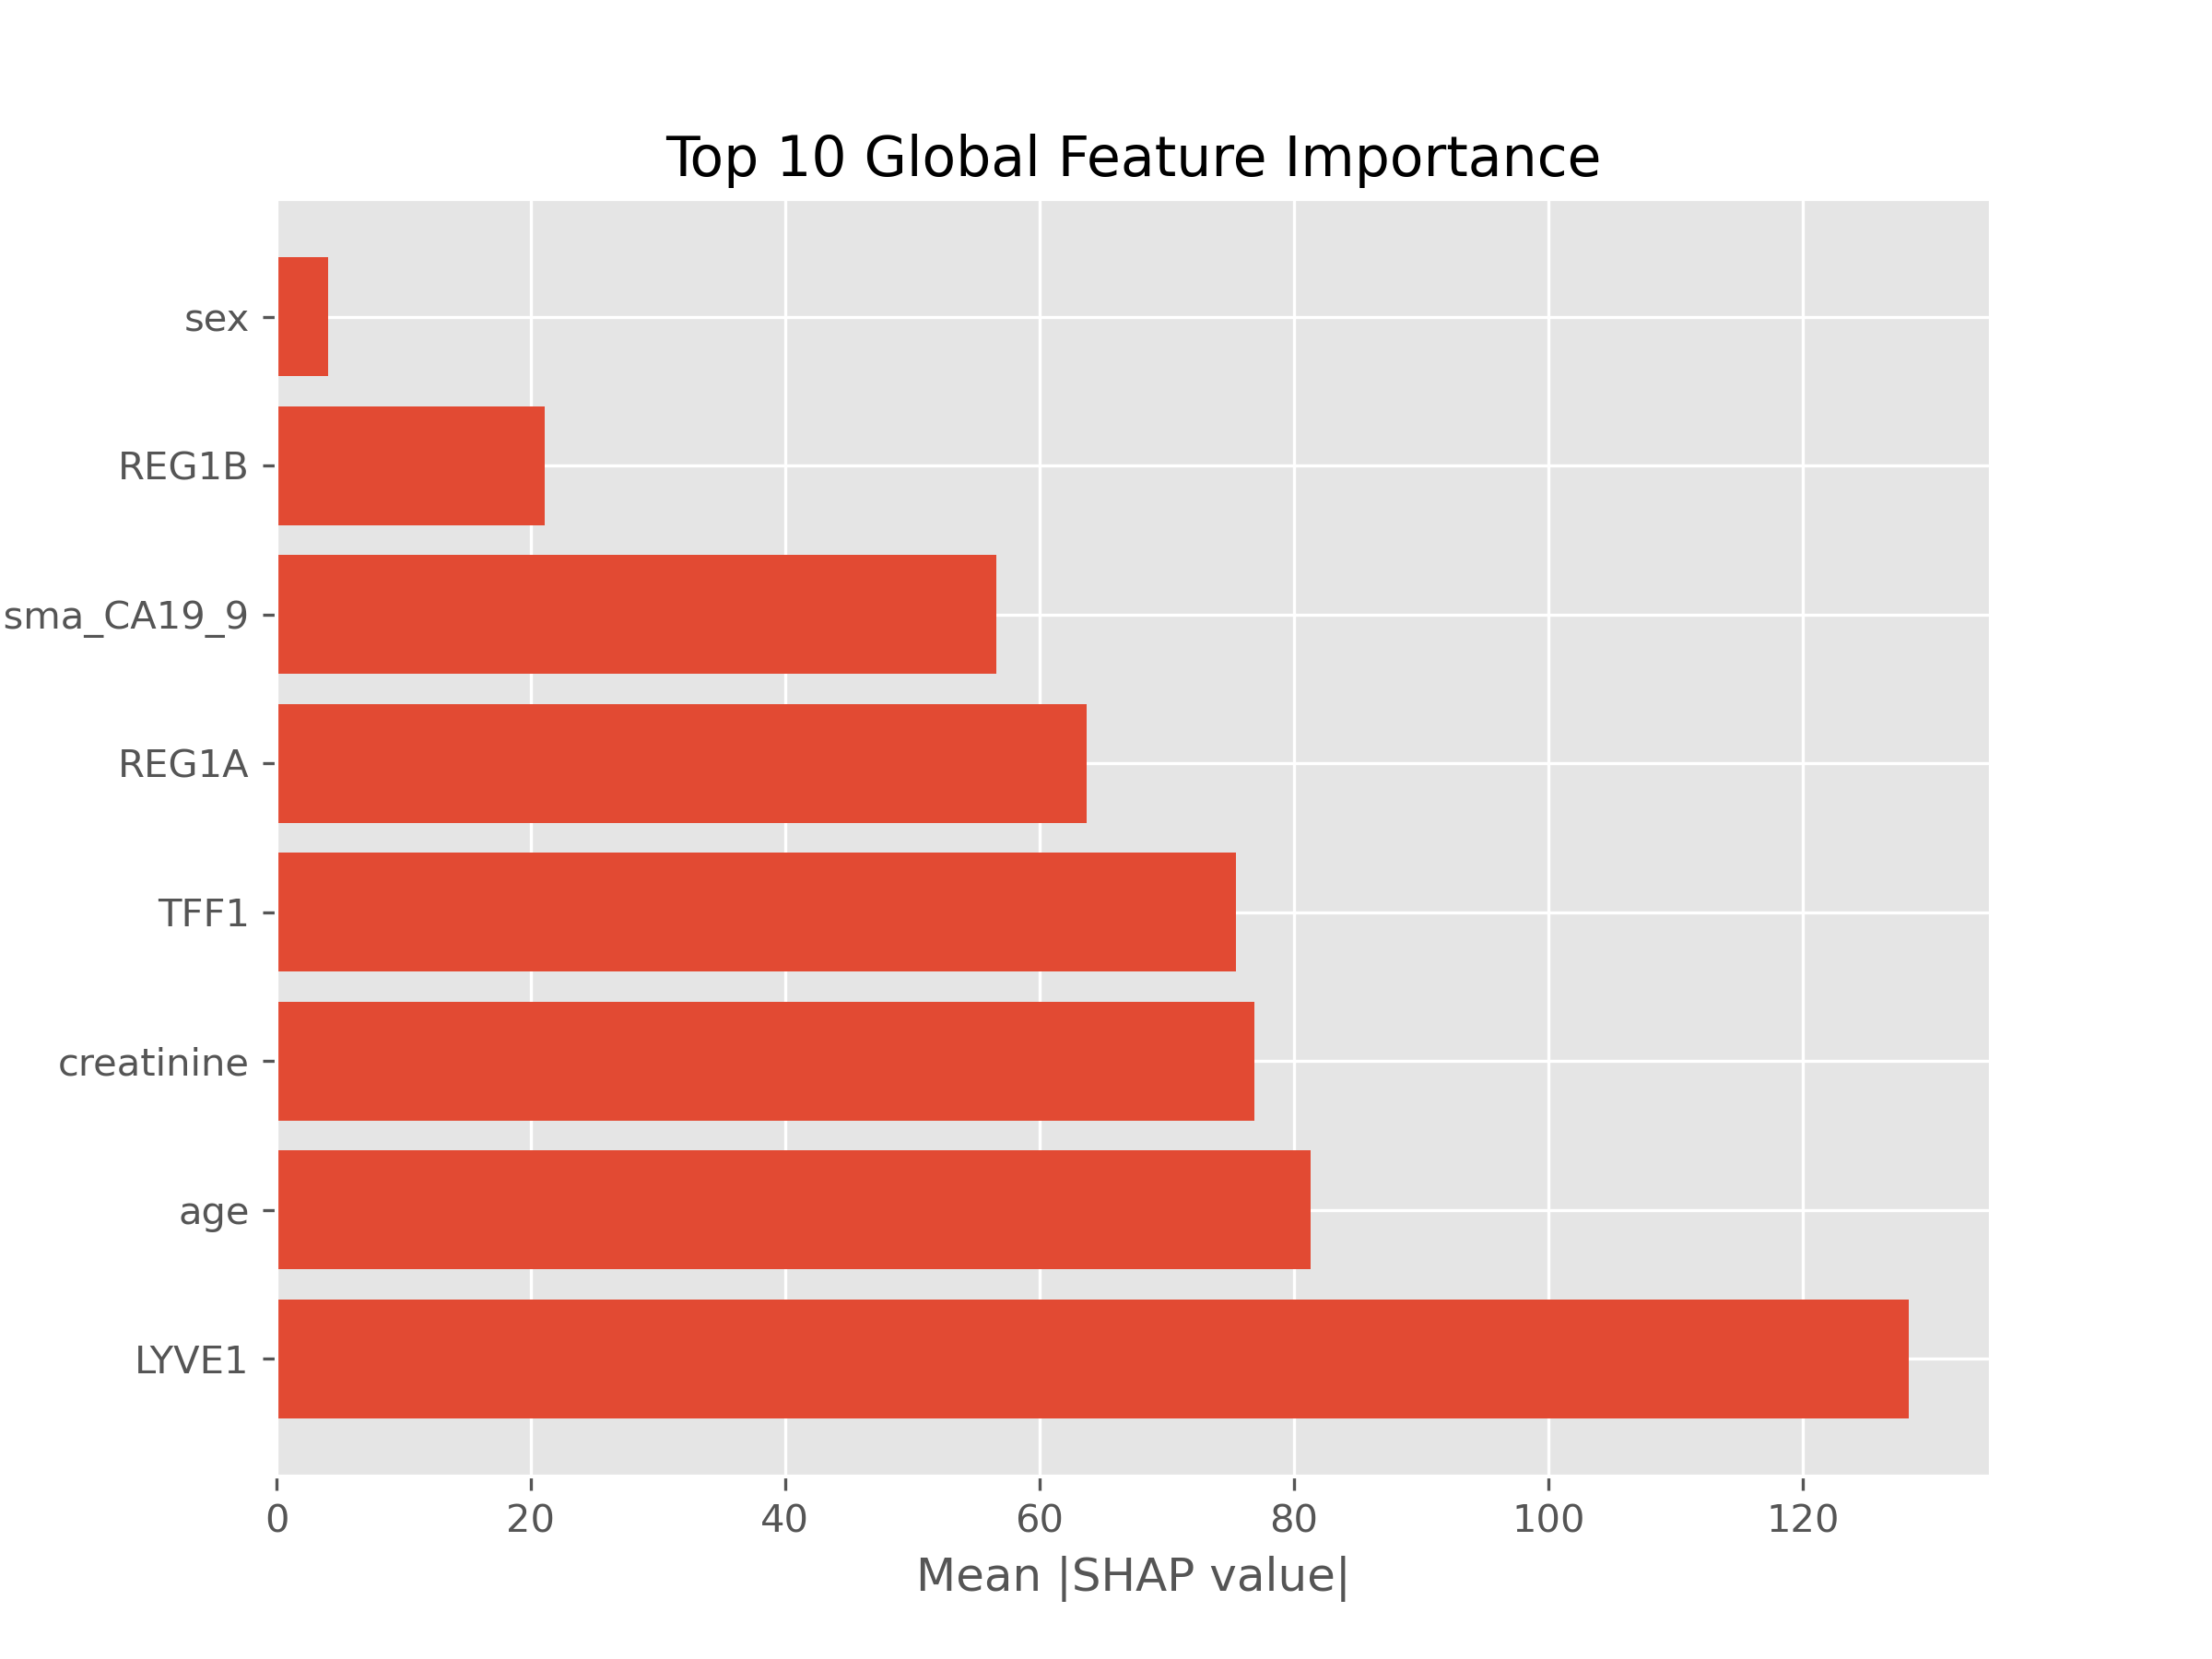 Top 10 Global Feature Importance
sex
REG1B
sma_CA19_9
REG1A
TFF1
creatinine
age
LYVE1
0 20 40 60 80 100 120
Mean |SHAP value|